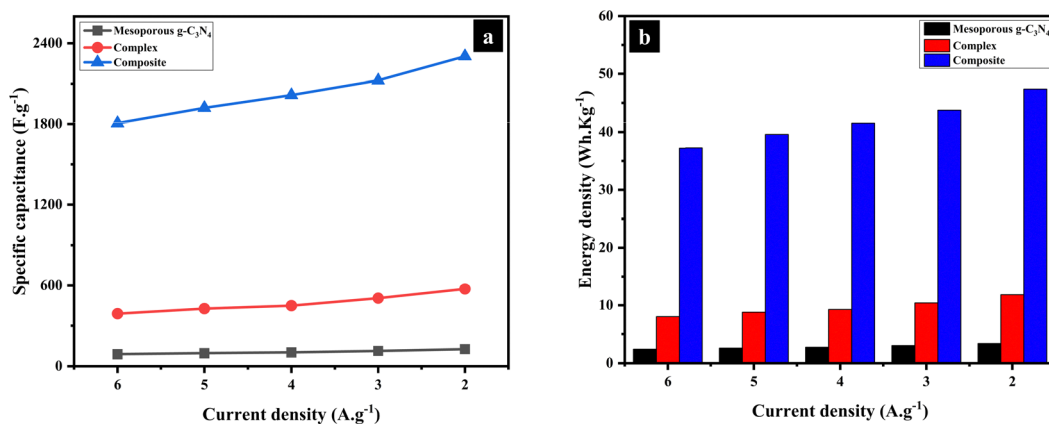 a
Mesoporous g-C₃N₄
Complex
Composite
2400
1800
1200
600
0
Specific capacitance (F.g⁻¹)
6 5 4 3 2
Current density (A.g⁻¹)
b
Mesoporous g-C₃N₄
Complex
Composite
60
50
40
30
20
10
0
Energy density (Wh.Kg⁻¹)
6 5 4 3 2
Current density (A.g⁻¹)